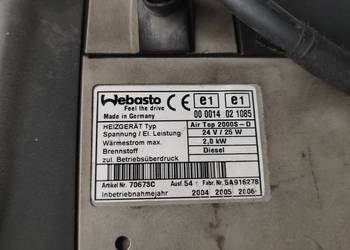 Webasto CE e1 e1
Feel the drive
Made in Germany 00 0014 02 1085
HEIZGERÄT Typ Air Top 2000S-D
Spannung / El. Leistung 24 V / 25 W
Wärmestrom max. 2,0 kW
Brennstoff Diesel
zul. Betriebsüberdruck
Artikel Nr. 70673C Ausf.54 Fabr. Nr. 5A916278
Inbetriebnahmejahr 2004 2005 2006